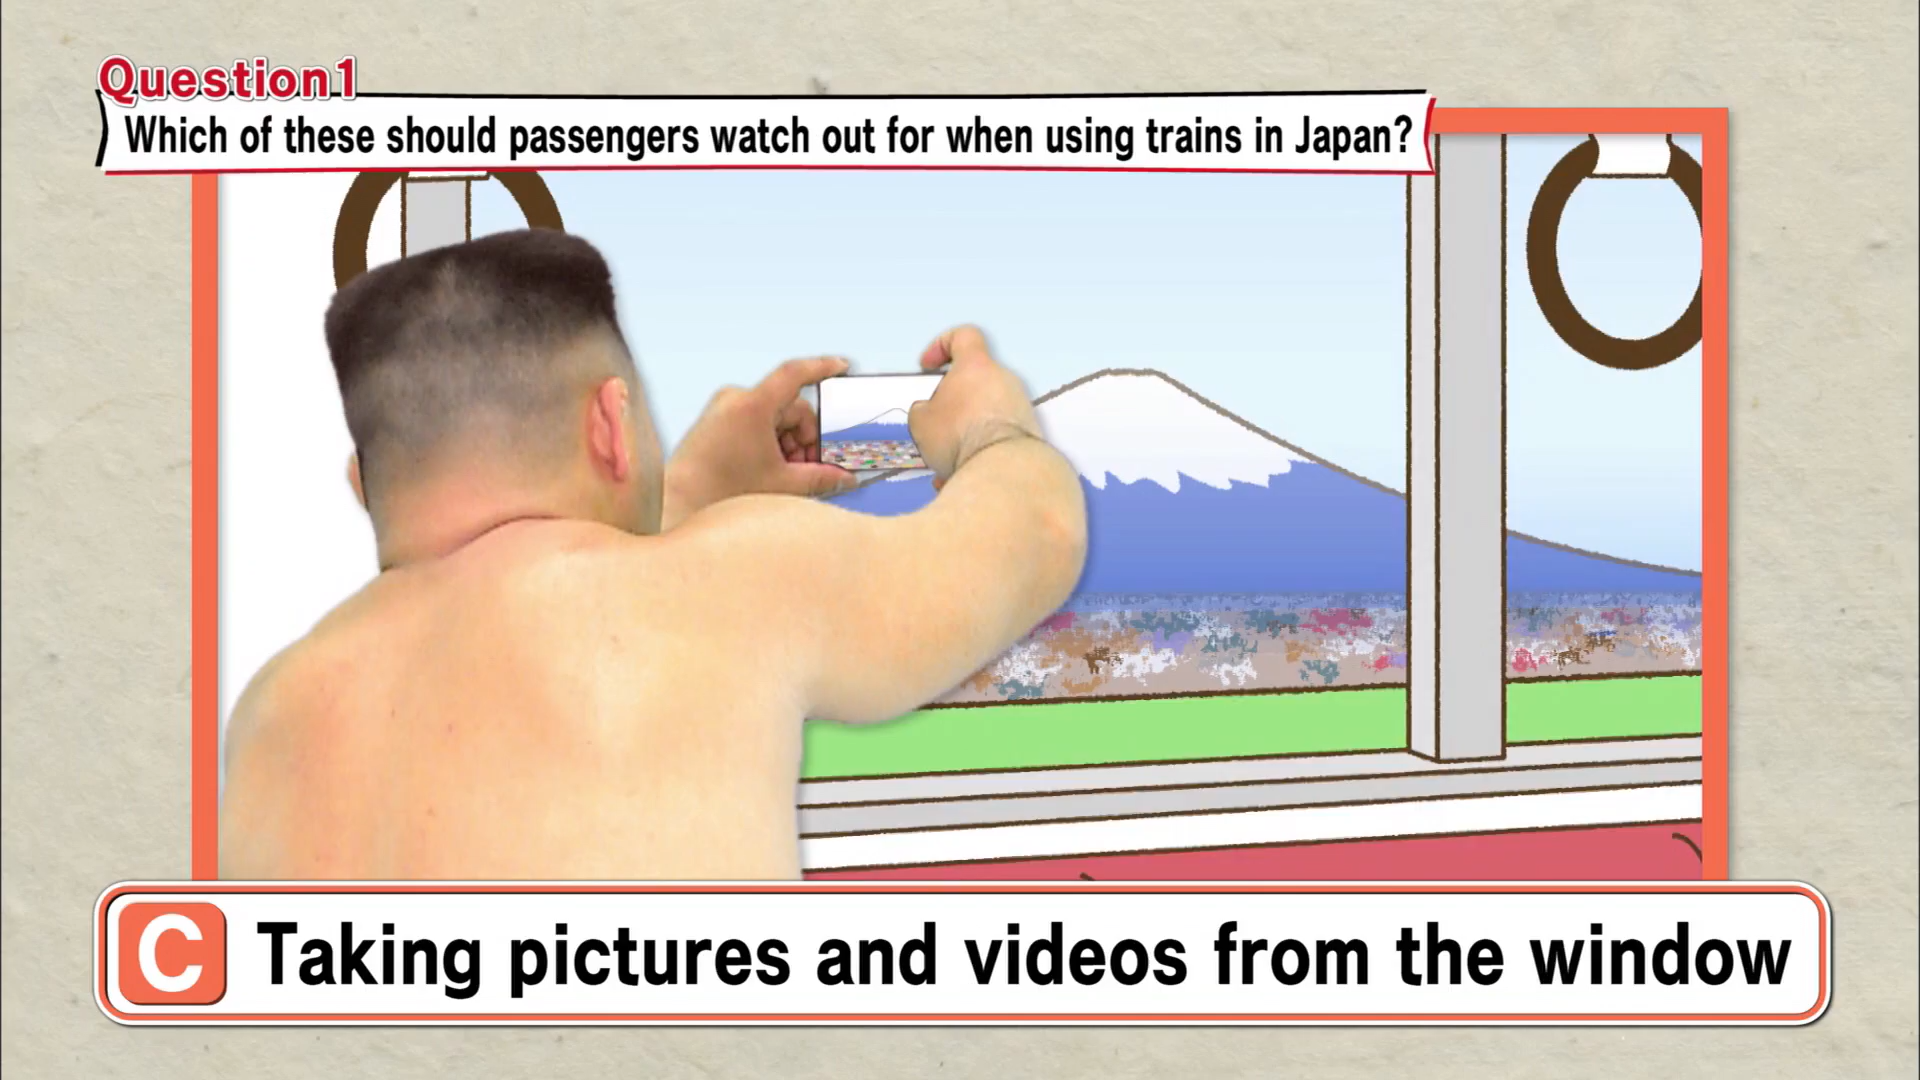 Question1
Which of these should passengers watch out for when using trains in Japan?
C Taking pictures and videos from the window